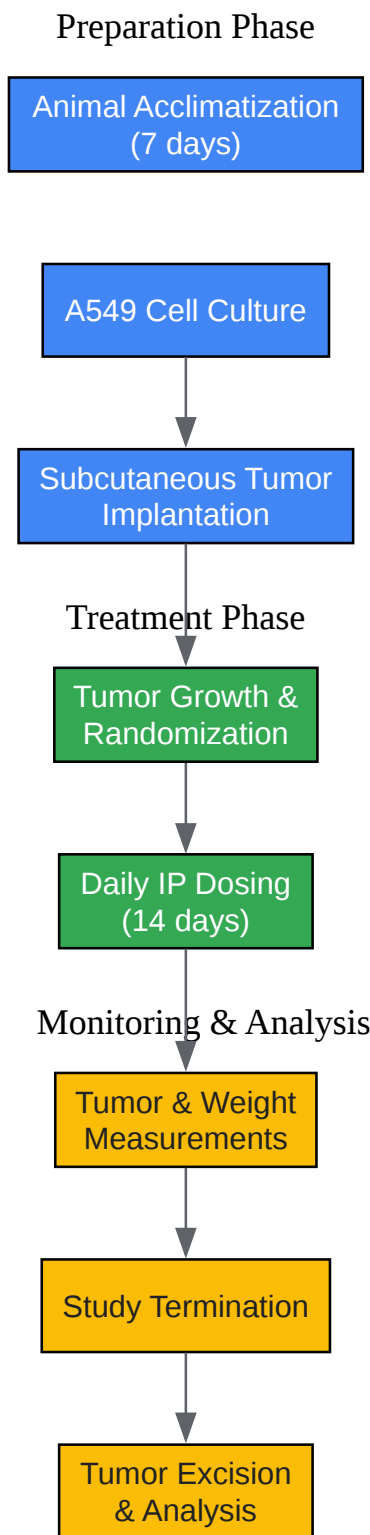 Preparation Phase
Animal Acclimatization
(7 days)
A549 Cell Culture
Subcutaneous Tumor
Implantation
Treatment Phase
Tumor Growth &
Randomization
Daily IP Dosing
(14 days)
Monitoring & Analysis
Tumor & Weight
Measurements
Study Termination
Tumor Excision
& Analysis